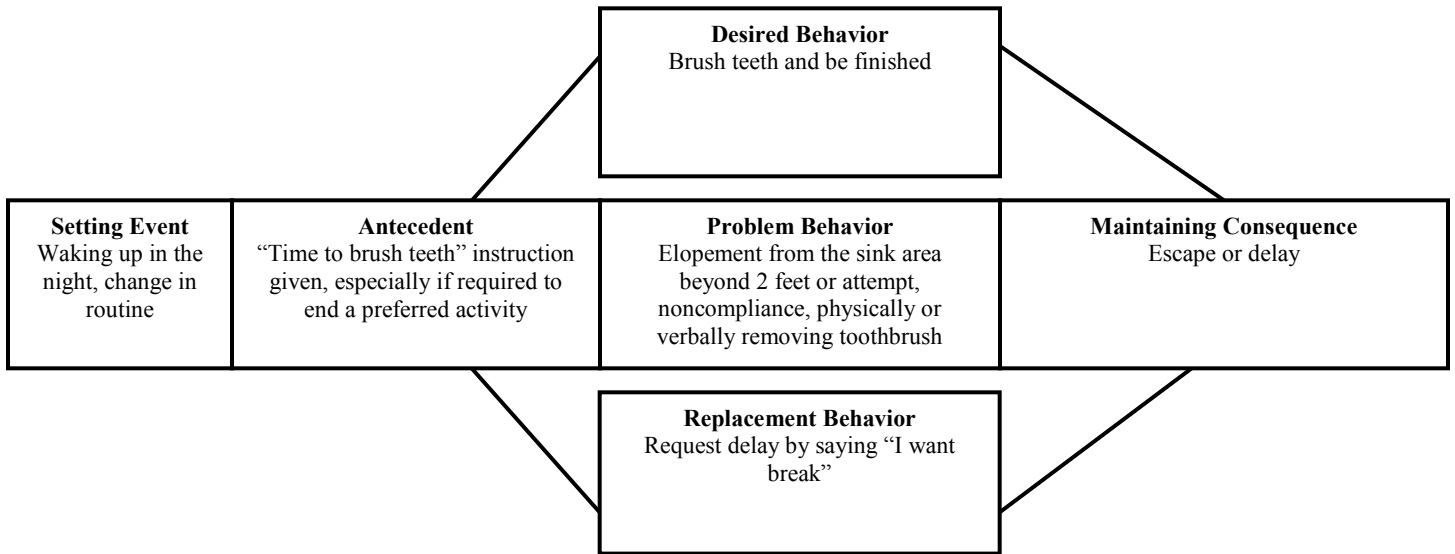 Desired Behavior
Brush teeth and be finished
Setting Event
Waking up in the
night, change in
routine
Antecedent
“Time to brush teeth” instruction
given, especially if required to
end a preferred activity
Problem Behavior
Elopement from the sink area
beyond 2 feet or attempt,
noncompliance, physically or
verbally removing toothbrush
Maintaining Consequence
Escape or delay
Replacement Behavior
Request delay by saying “I want
break”